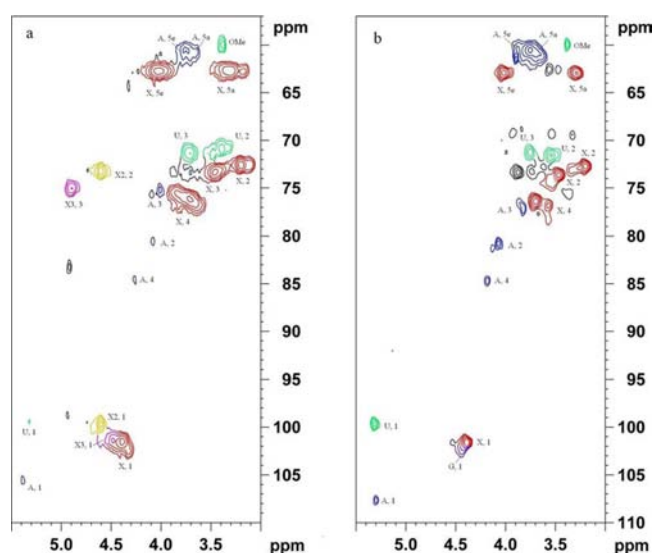 a
A, 5e
A, 5a
OMe
X, 5e
X, 5a
U, 3
U, 2
X2, 2
X, 3
X, 2
X3, 3
A, 3
X, 4
A, 2
A, 4
X2, 1
U, 1
X3, 1
X, 1
A, 1
5.0 4.5 4.0 3.5 ppm
ppm
65
70
75
80
85
90
95
100
105
b
A, 5e
A, 5a
OMe
X, 5e
X, 5a
U, 3
U, 2
X, 2
X, 2
A, 3
X, 4
A, 2
A, 4
U, 1
X, 1
G, 1
A, 1
5.0 4.5 4.0 3.5 ppm
ppm
65
70
75
80
85
90
95
100
105
110